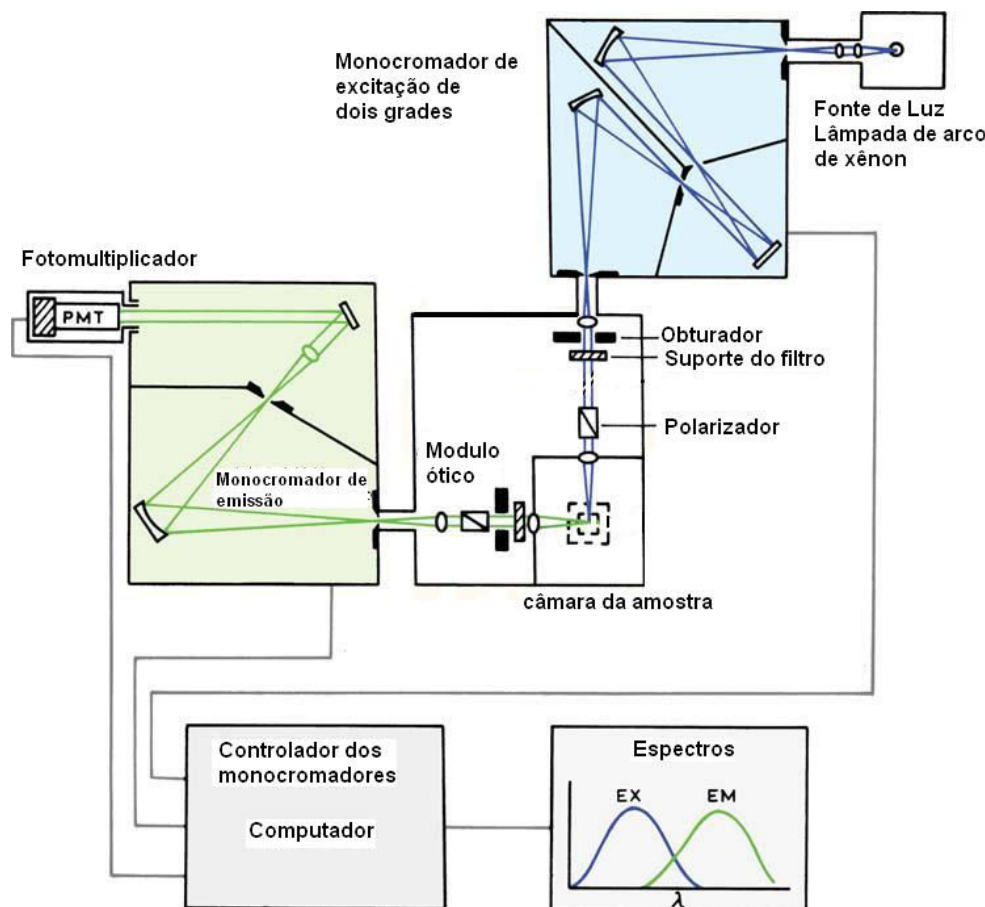 Monocromador de
excitação de
dois grades
Fonte de Luz
Lâmpada de arco
de xênon
Fotomultiplicador
PMT
Obturador
Suporte do filtro
Polarizador
Modulo
ótico
Monocromador de
emissão
câmara da amostra
Controlador dos
monocromadores
Computador
Espectros
EX
EM
λ